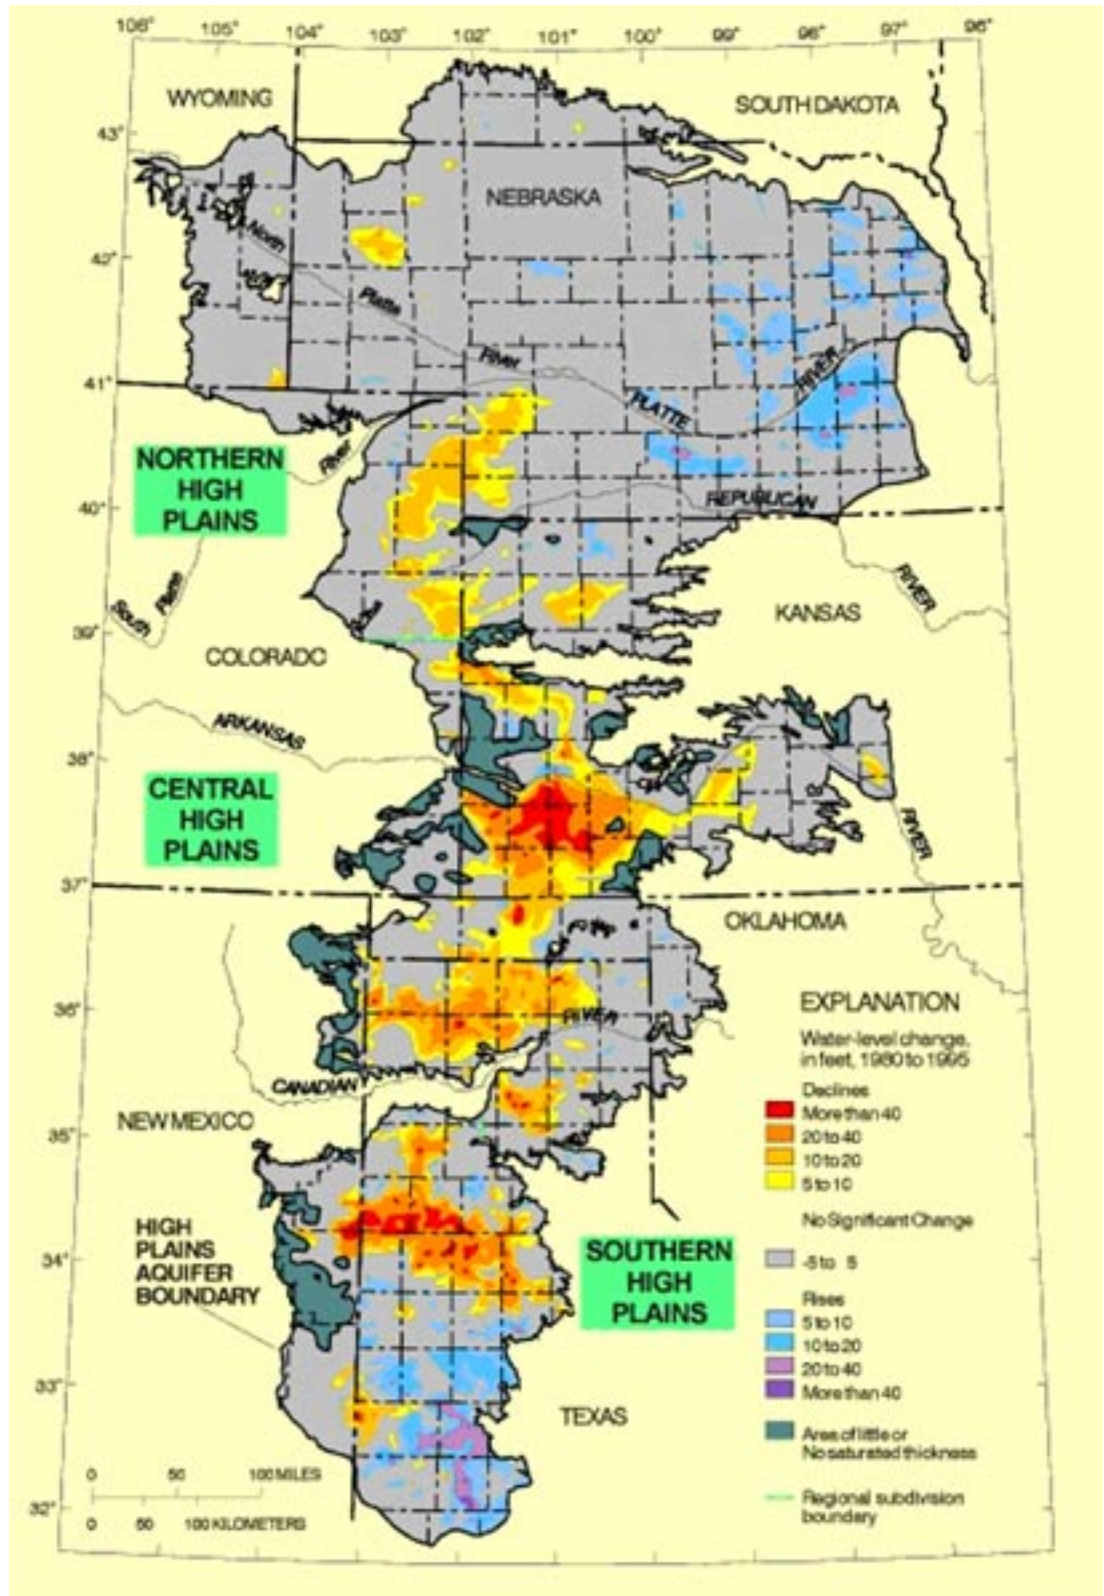 106° 105° 104° 103° 102° 101° 100° 99° 98° 97° 96°
WYOMING
SOUTH DAKOTA
43°
NEBRASKA
North
42°
Platte
River
RIVER
41°
PLATTE
NORTHERN
HIGH
PLAINS
River
REPUBLICAN
40°
South
Platte
RIVER
KANSAS
39°
COLORADO
ARKANSAS
38°
CENTRAL
HIGH
PLAINS
RIVER
37°
OKLAHOMA
36°
RIVER
CANADIAN
EXPLANATION
Water-level change,
in feet, 1980 to 1995
Declines
More than 40
20 to 40
10 to 20
5 to 10
No Significant Change
-5 to 5
Rises
5 to 10
10 to 20
20 to 40
More than 40
Area of little or
No saturated thickness
Regional subdivision
boundary
NEW MEXICO
35°
HIGH
PLAINS
AQUIFER
BOUNDARY
34°
SOUTHERN
HIGH
PLAINS
33°
TEXAS
0 50 100 MILES
32°
0 50 100 KILOMETERS